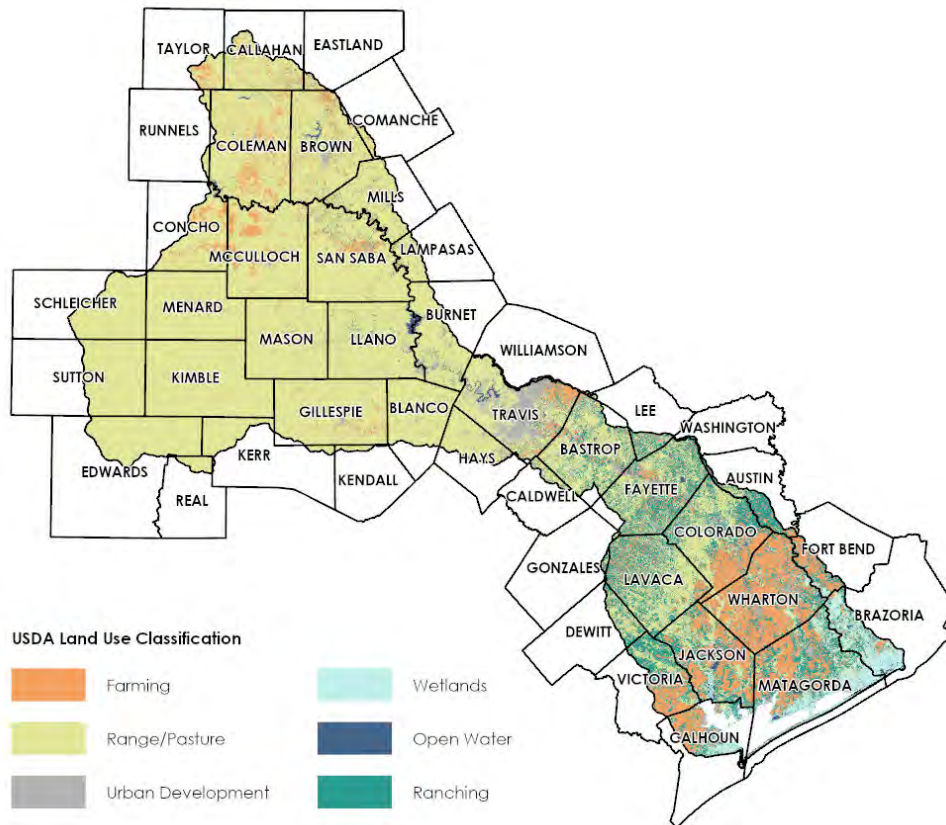 TAYLOR
CALLAHAN
EASTLAND
RUNNELS
COLEMAN
BROWN
COMANCHE
MILLS
CONCHO
MCCULLOCH
SAN SABA
LAMPASAS
SCHLEICHER
MENARD
MASON
LLANO
BURNET
WILLIAMSON
SUTTON
KIMBLE
GILLESPIE
BLANCO
TRAVIS
LEE
WASHINGTON
EDWARDS
REAL
KERR
KENDALL
HAYS
BASTROP
CALDWELL
FAYETTE
AUSTIN
COLORADO
FORT BEND
GONZALES
LAVACA
WHARTON
BRAZORIA
DEWITT
VICTORIA
JACKSON
MATAGORDA
CALHOUN
USDA Land Use Classification
Farming
Range/Pasture
Urban Development
Wetlands
Open Water
Ranching